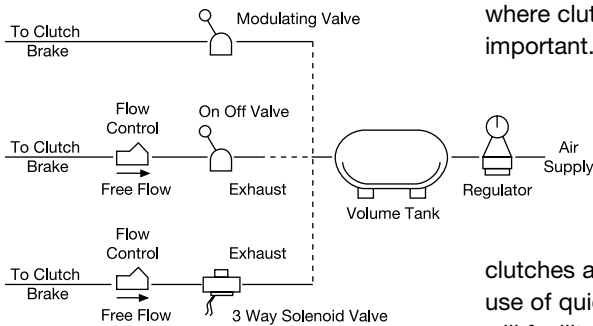 To Clutch
Brake
Modulating Valve
where clut
important.
To Clutch
Brake
Flow
Control
Free Flow
On Off Valve
Exhaust
Volume Tank
Regulator
Air
Supply
To Clutch
Brake
Flow
Control
Free Flow
Exhaust
3 Way Solenoid Valve
clutches a
use of quic